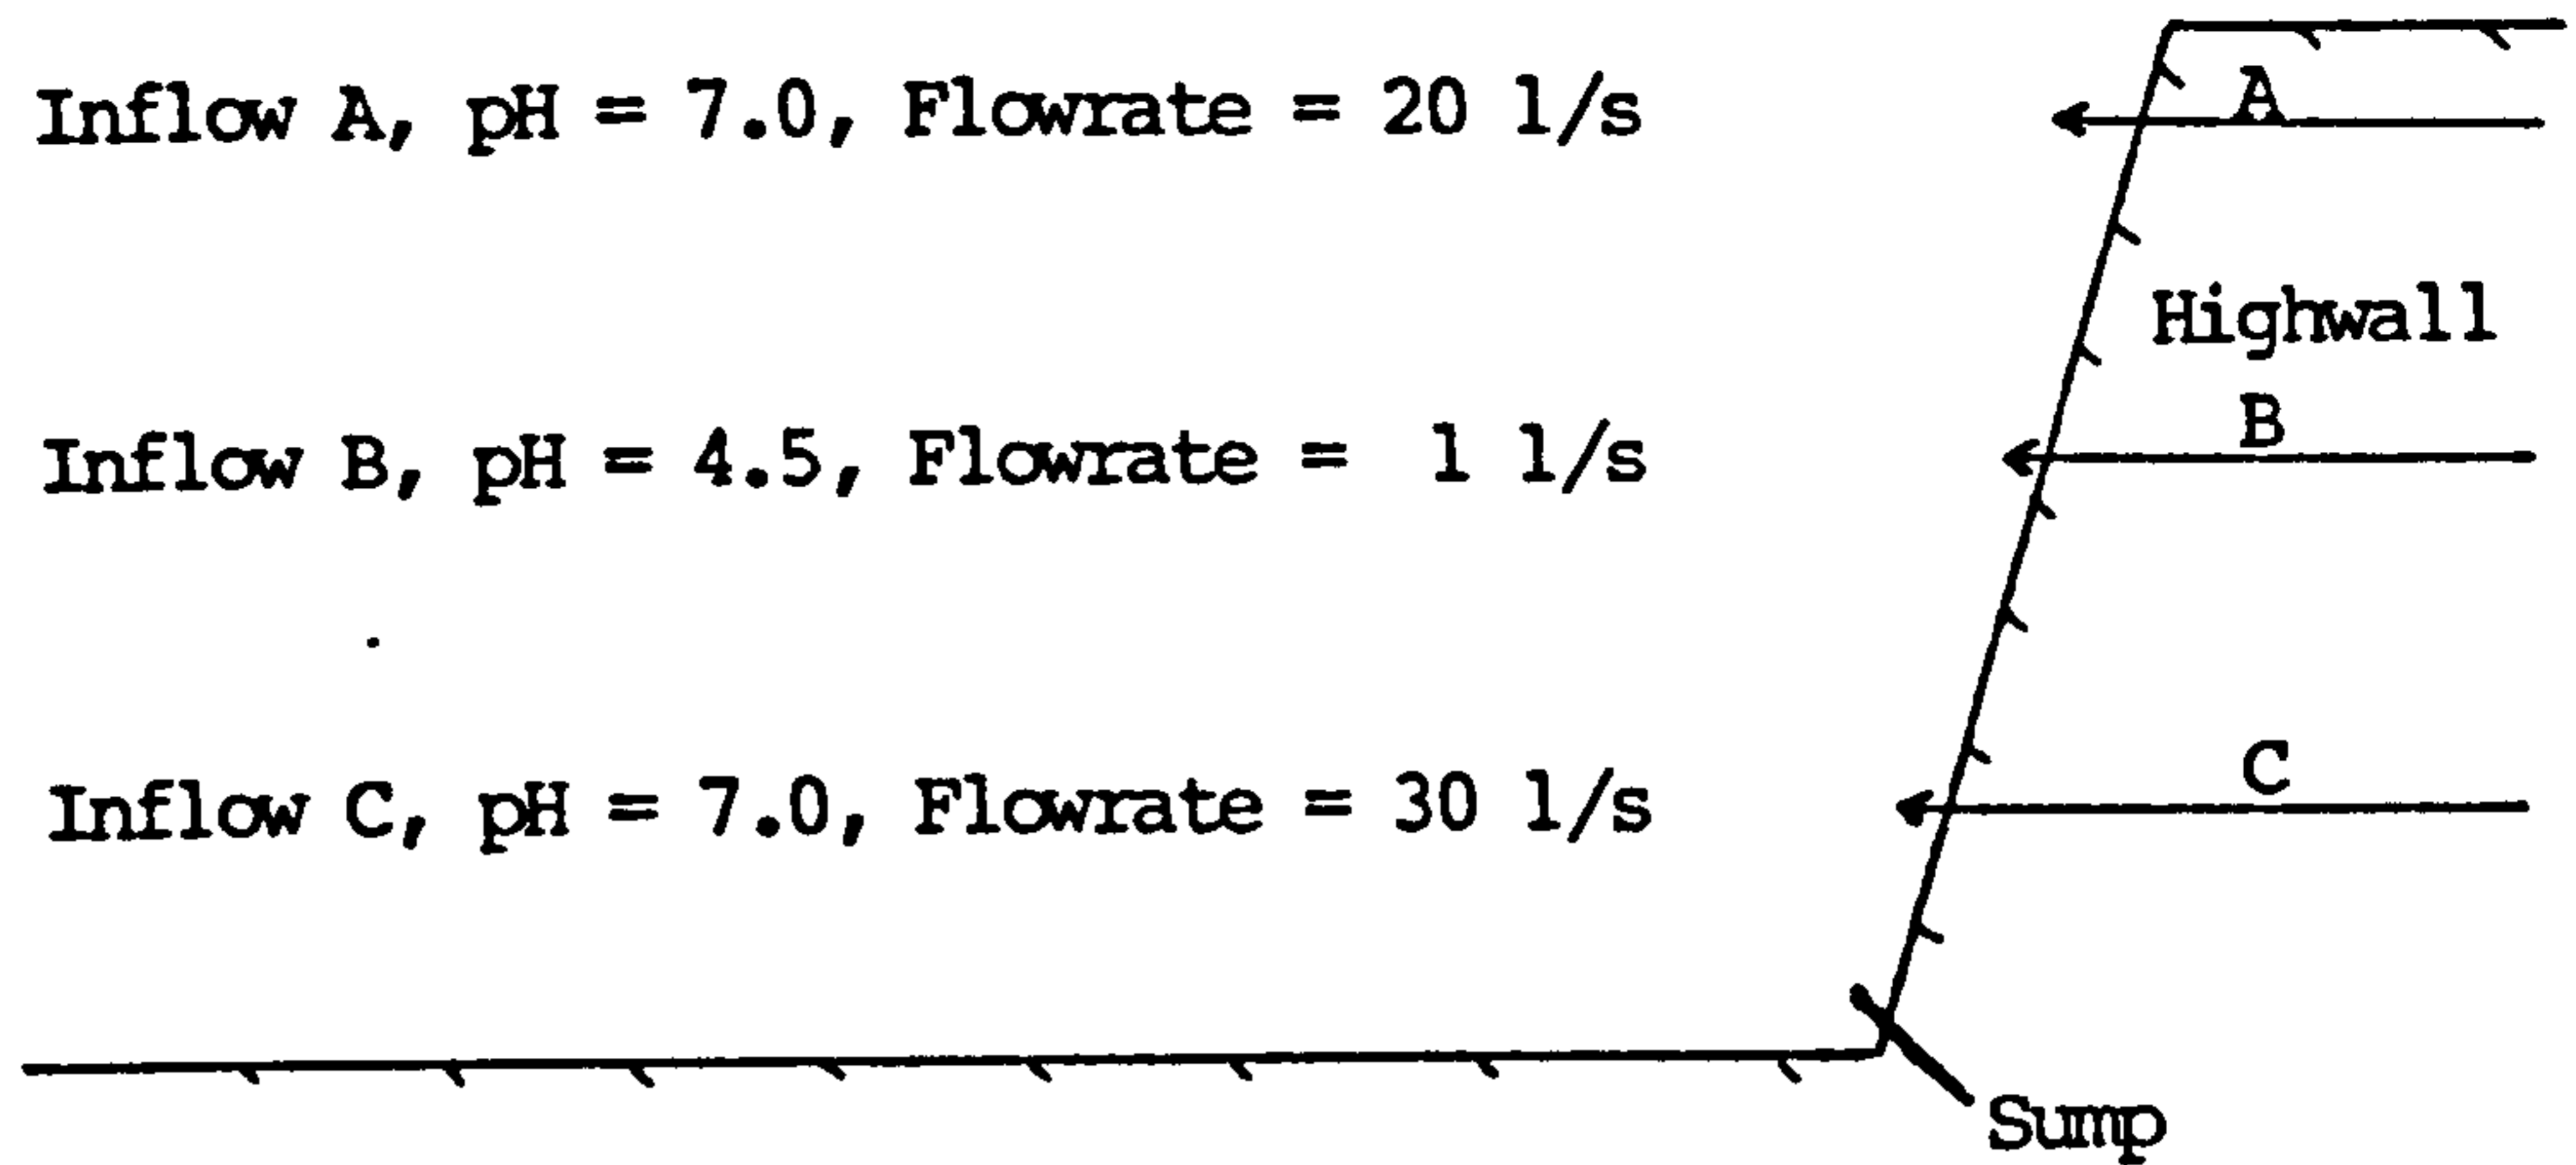 Inflow A, pH = 7.0, Flowrate = 20 l/s
A
Highwall
Inflow B, pH = 4.5, Flowrate = 1 l/s
B
Inflow C, pH = 7.0, Flowrate = 30 l/s
C
Sump